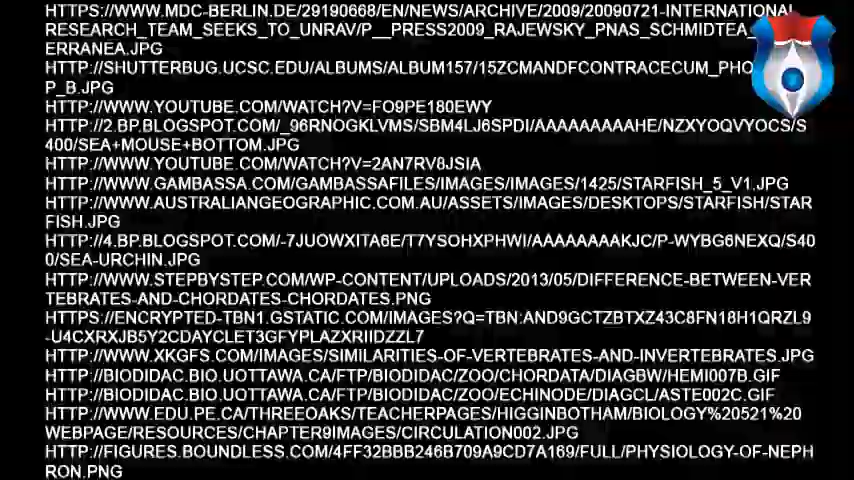 HTTPS://WWW.MDC-BERLIN.DE/29190668/EN/NEWS/ARCHIVE/2009/20090721-INTERNATIONAL_
RESEARCH_TEAM_SEEKS_TO_UNRAV/P__PRESS2009_RAJEWSKY_PNAS_SCHMIDTEA_
ERRANEA.JPG
HTTP://SHUTTERBUG.UCSC.EDU/ALBUMS/ALBUM157/15ZCMANDFCONTRACECUM_PHO
P_B.JPG
HTTP://WWW.YOUTUBE.COM/WATCH?V=FO9PE180EWY
HTTP://2.BP.BLOGSPOT.COM/_96RNOGKLVMS/SBM4LJ6SPDI/AAAAAAAAAHE/NZXYOQVYOCS/S
400/SEA+MOUSE+BOTTOM.JPG
HTTP://WWW.YOUTUBE.COM/WATCH?V=2AN7RV8JSIA
HTTP://WWW.GAMBASSA.COM/GAMBASSAFILES/IMAGES/IMAGES/1425/STARFISH_5_V1.JPG
HTTP://WWW.AUSTRALIANGEOGRAPHIC.COM.AU/ASSETS/IMAGES/DESKTOPS/STARFISH/STAR
FISH.JPG
HTTP://4.BP.BLOGSPOT.COM/-7JUOWXITA6E/T7YSOHXPHWI/AAAAAAAAKJC/P-WYBG6NEXQ/S40
0/SEA-URCHIN.JPG
HTTP://WWW.STEPBYSTEP.COM/WP-CONTENT/UPLOADS/2013/05/DIFFERENCE-BETWEEN-VER
TEBRATES-AND-CHORDATES-CHORDATES.PNG
HTTPS://ENCRYPTED-TBN1.GSTATIC.COM/IMAGES?Q=TBN:AND9GCTZBTXZ43C8FN18H1QRZL9
-U4CXRXJB5Y2CDAYCLET3GFYPLAZXRIIDZZL7
HTTP://WWW.XKGFS.COM/IMAGES/SIMILARITIES-OF-VERTEBRATES-AND-INVERTEBRATES.JPG
HTTP://BIODIDAC.BIO.UOTTAWA.CA/FTP/BIODIDAC/ZOO/CHORDATA/DIAGBW/HEMI007B.GIF
HTTP://BIODIDAC.BIO.UOTTAWA.CA/FTP/BIODIDAC/ZOO/ECHINODE/DIAGCL/ASTE002C.GIF
HTTP://WWW.EDU.PE.CA/THREEOAKS/TEACHERPAGES/HIGGINBOTHAM/BIOLOGY%20521%20
WEBPAGE/RESOURCES/CHAPTER9IMAGES/CIRCULATION002.JPG
HTTP://FIGURES.BOUNDLESS.COM/4FF32BBB246B709A9CD7A169/FULL/PHYSIOLOGY-OF-NEPH
RON.PNG